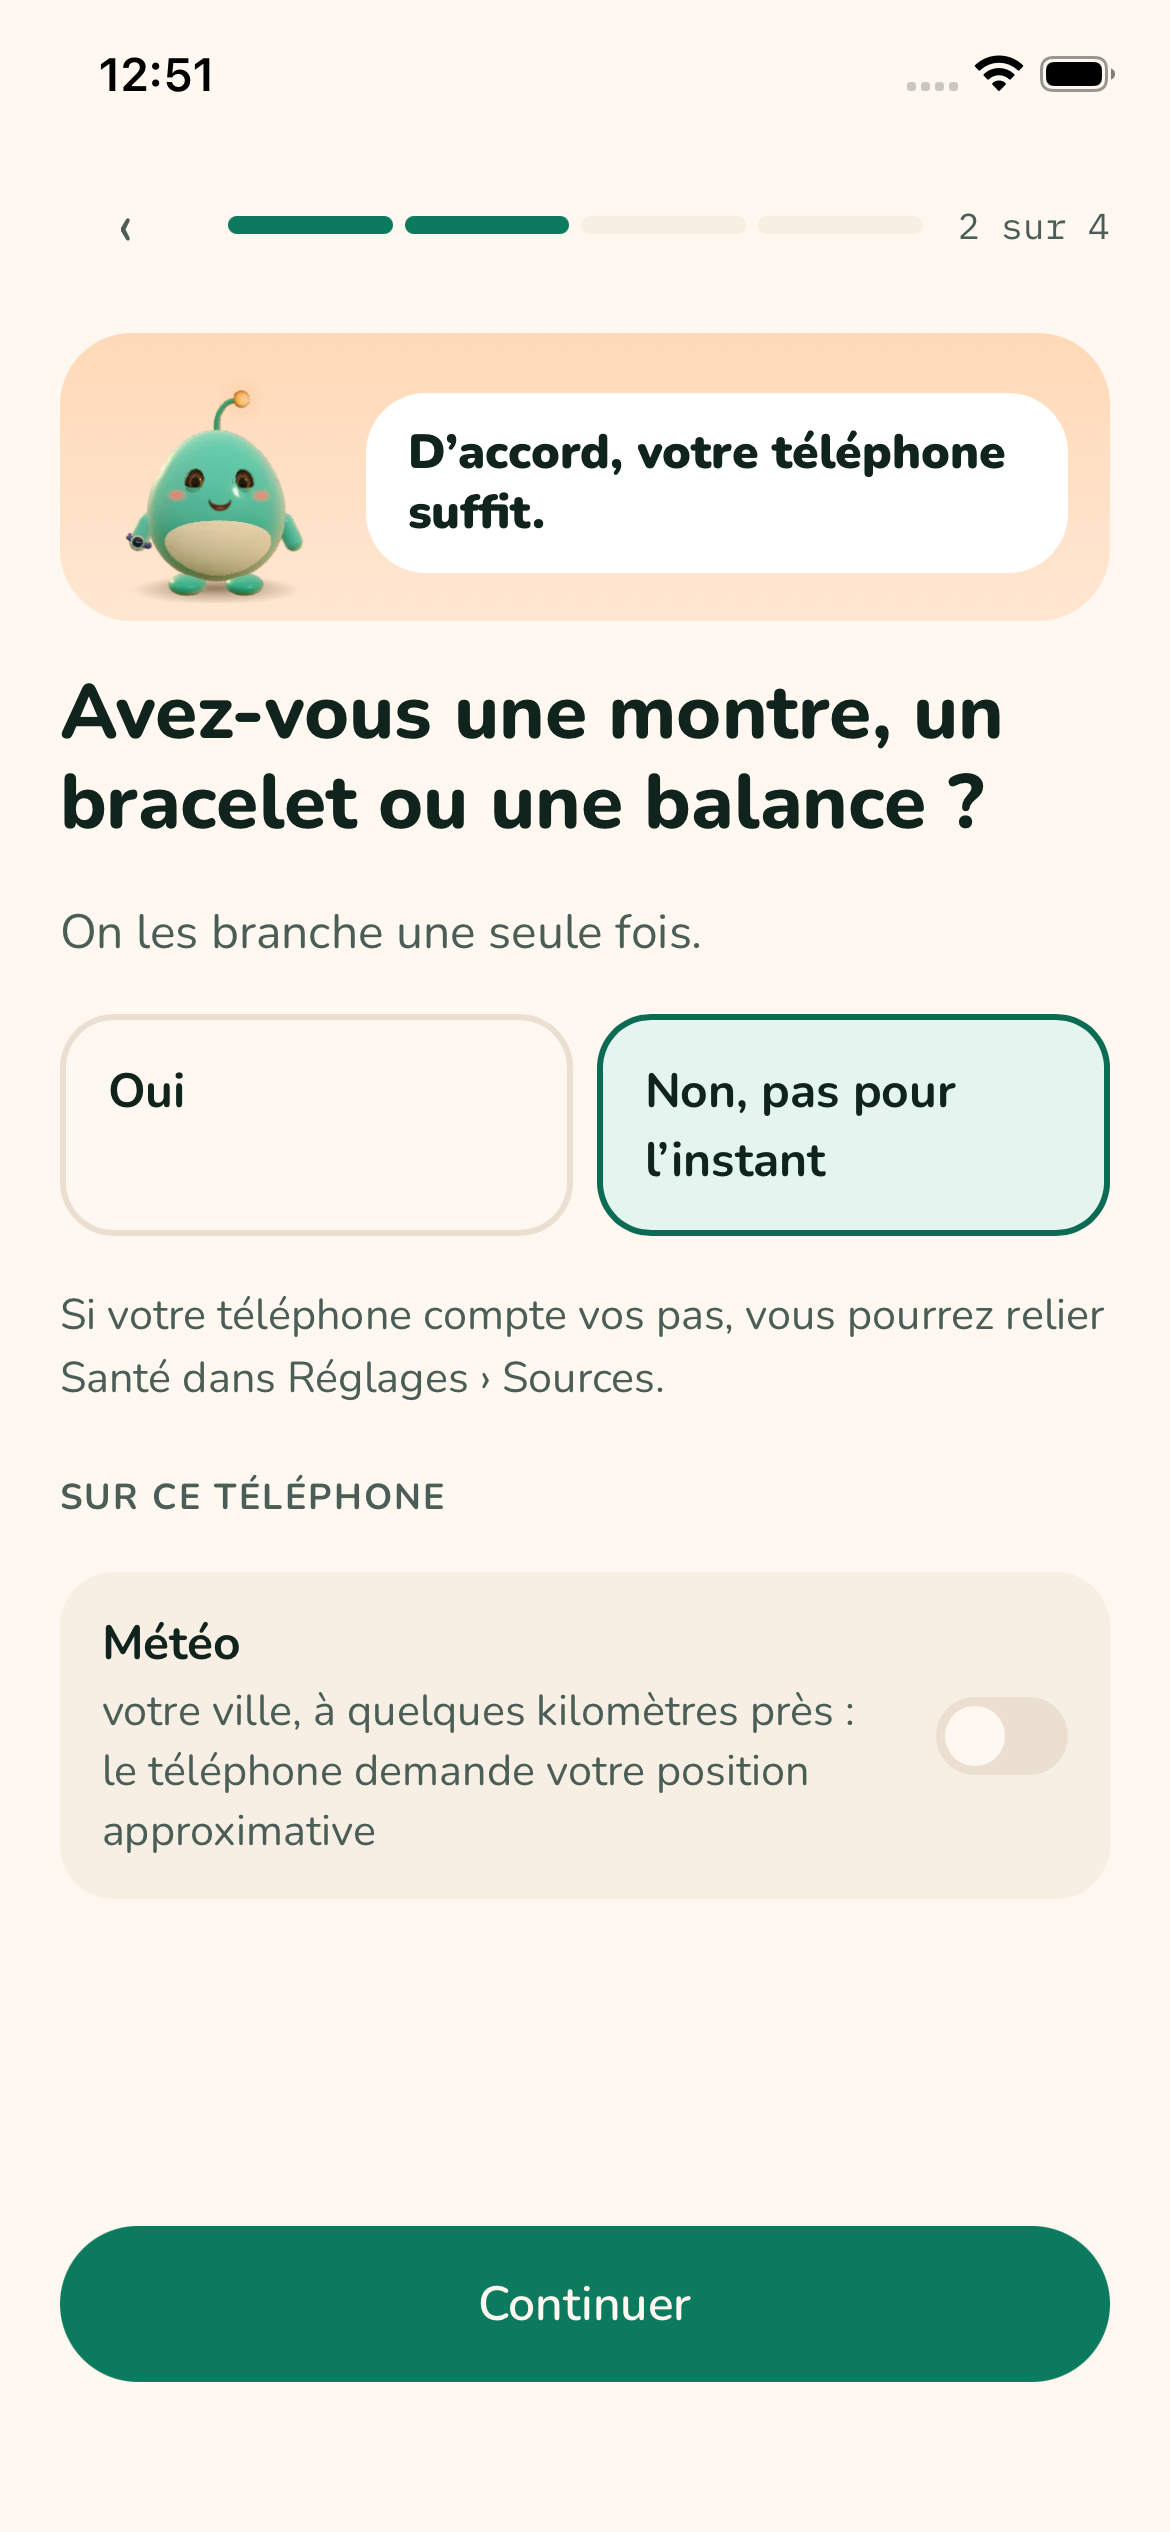 12:51
‹
2 sur 4
D’accord, votre téléphone
suffit.
Avez-vous une montre, un
bracelet ou une balance ?
On les branche une seule fois.
Oui
Non, pas pour
l’instant
Si votre téléphone compte vos pas, vous pourrez relier
Santé dans Réglages › Sources.
SUR CE TÉLÉPHONE
Météo
votre ville, à quelques kilomètres près :
le téléphone demande votre position
approximative
Continuer